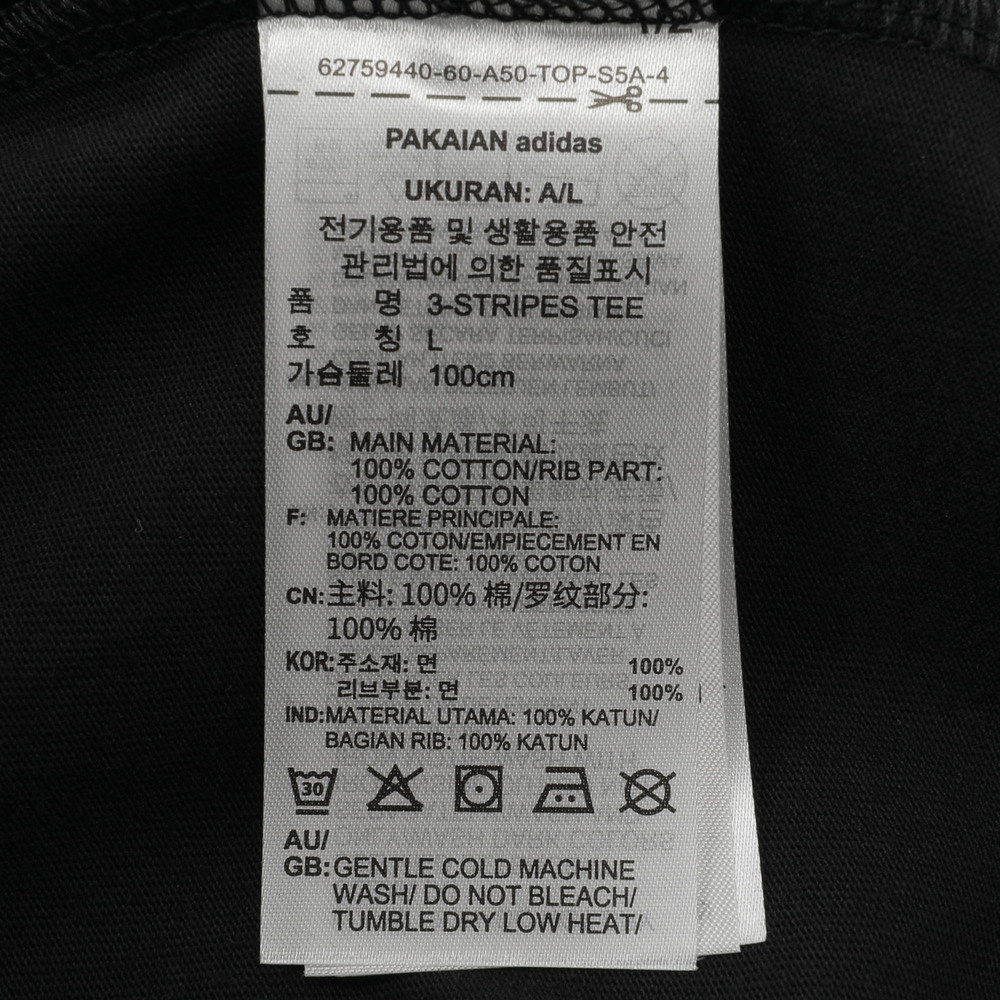 62759440-60-A50-TOP-S5A-4
PAKAIAN adidas
UKURAN: A/L
전기용품 및 생활용품 안전
관리법에 의한 품질표시
품 명 3-STRIPES TEE
호 칭 L
가슴둘레 100cm
AU/
GB: MAIN MATERIAL:
100% COTTON/RIB PART:
100% COTTON
F: MATIERE PRINCIPALE:
100% COTON/EMPIECEMENT EN
BORD COTE: 100% COTON
CN: 主料: 100% 棉/罗纹部分:
100% 棉
KOR: 주소재: 면 100%
리브부분: 면 100%
IND: MATERIAL UTAMA: 100% KATUN/
BAGIAN RIB: 100% KATUN
30
AU/
GB: GENTLE COLD MACHINE
WASH/ DO NOT BLEACH/
TUMBLE DRY LOW HEAT/